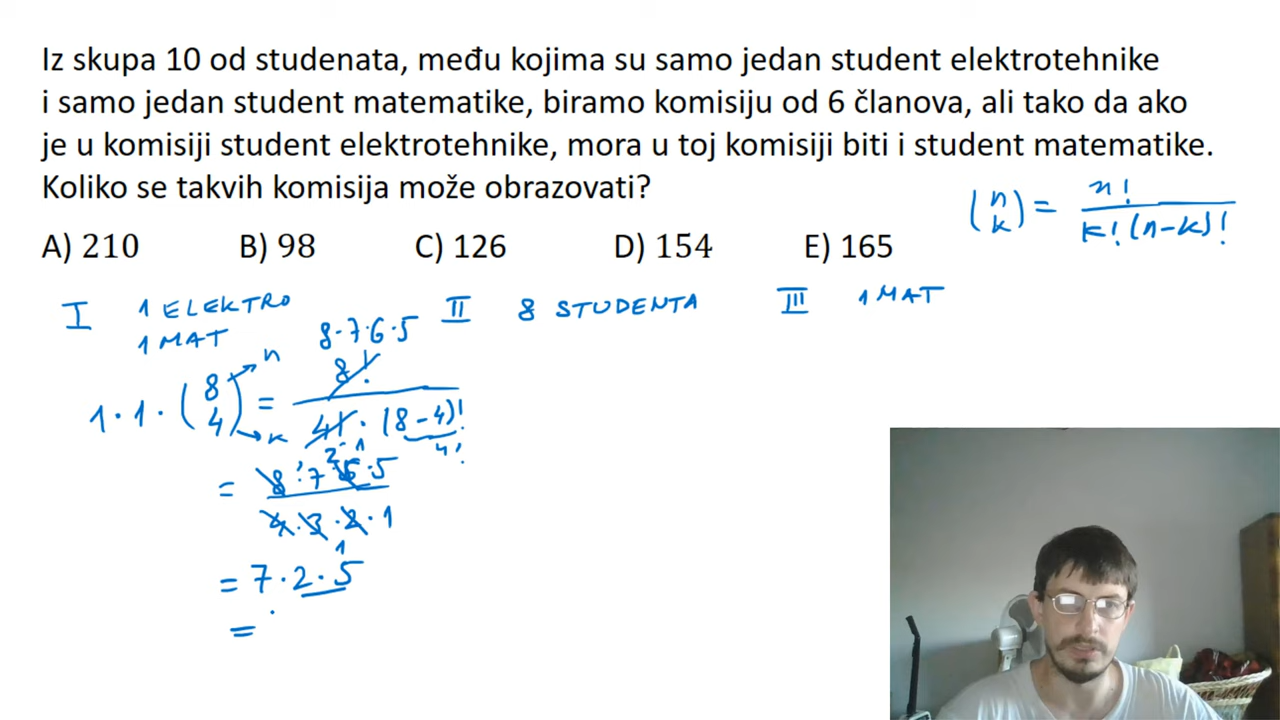 Iz skupa 10 od studenata, među kojima su samo jedan student elektrotehnike
i samo jedan student matematike, biramo komisiju od 6 članova, ali tako da ako
je u komisiji student elektrotehnike, mora u toj komisiji biti i student matematike.
Koliko se takvih komisija može obrazovati?
(n k) = n! / k!(n-k)!
A) 210 B) 98 C) 126 D) 154 E) 165
I 1 ELEKTRO 1 MAT
II 8 STUDENTA
III 1 MAT
8·7·6·5
1·1·(8 4) = 8! / 4!·(8-4)!
n
k
4!
= 8·7·6·5 / 4·3·2·1
2 1
1
= 7·2·5
=